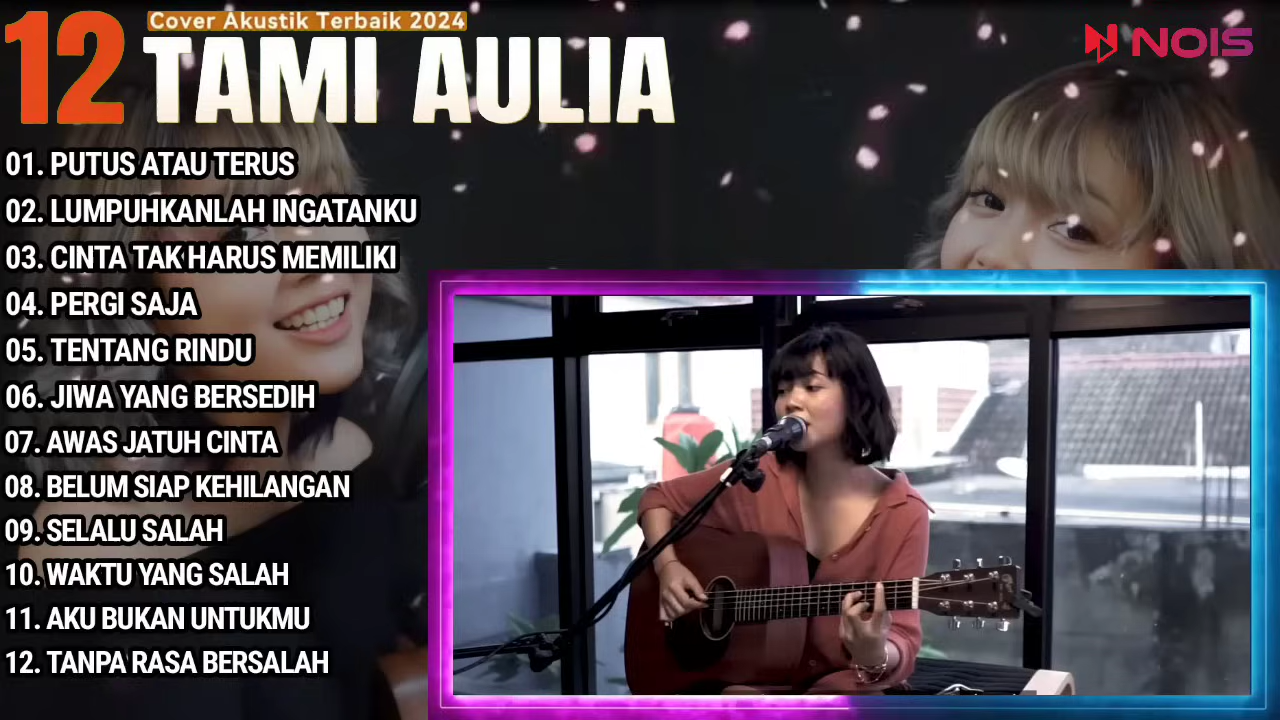 Cover Akustik Terbaik 2024
12 TAMI AULIA
NOIS
01. PUTUS ATAU TERUS
02. LUMPUHKANLAH INGATANKU
03. CINTA TAK HARUS MEMILIKI
04. PERGI SAJA
05. TENTANG RINDU
06. JIWA YANG BERSEDIH
07. AWAS JATUH CINTA
08. BELUM SIAP KEHILANGAN
09. SELALU SALAH
10. WAKTU YANG SALAH
11. AKU BUKAN UNTUKMU
12. TANPA RASA BERSALAH